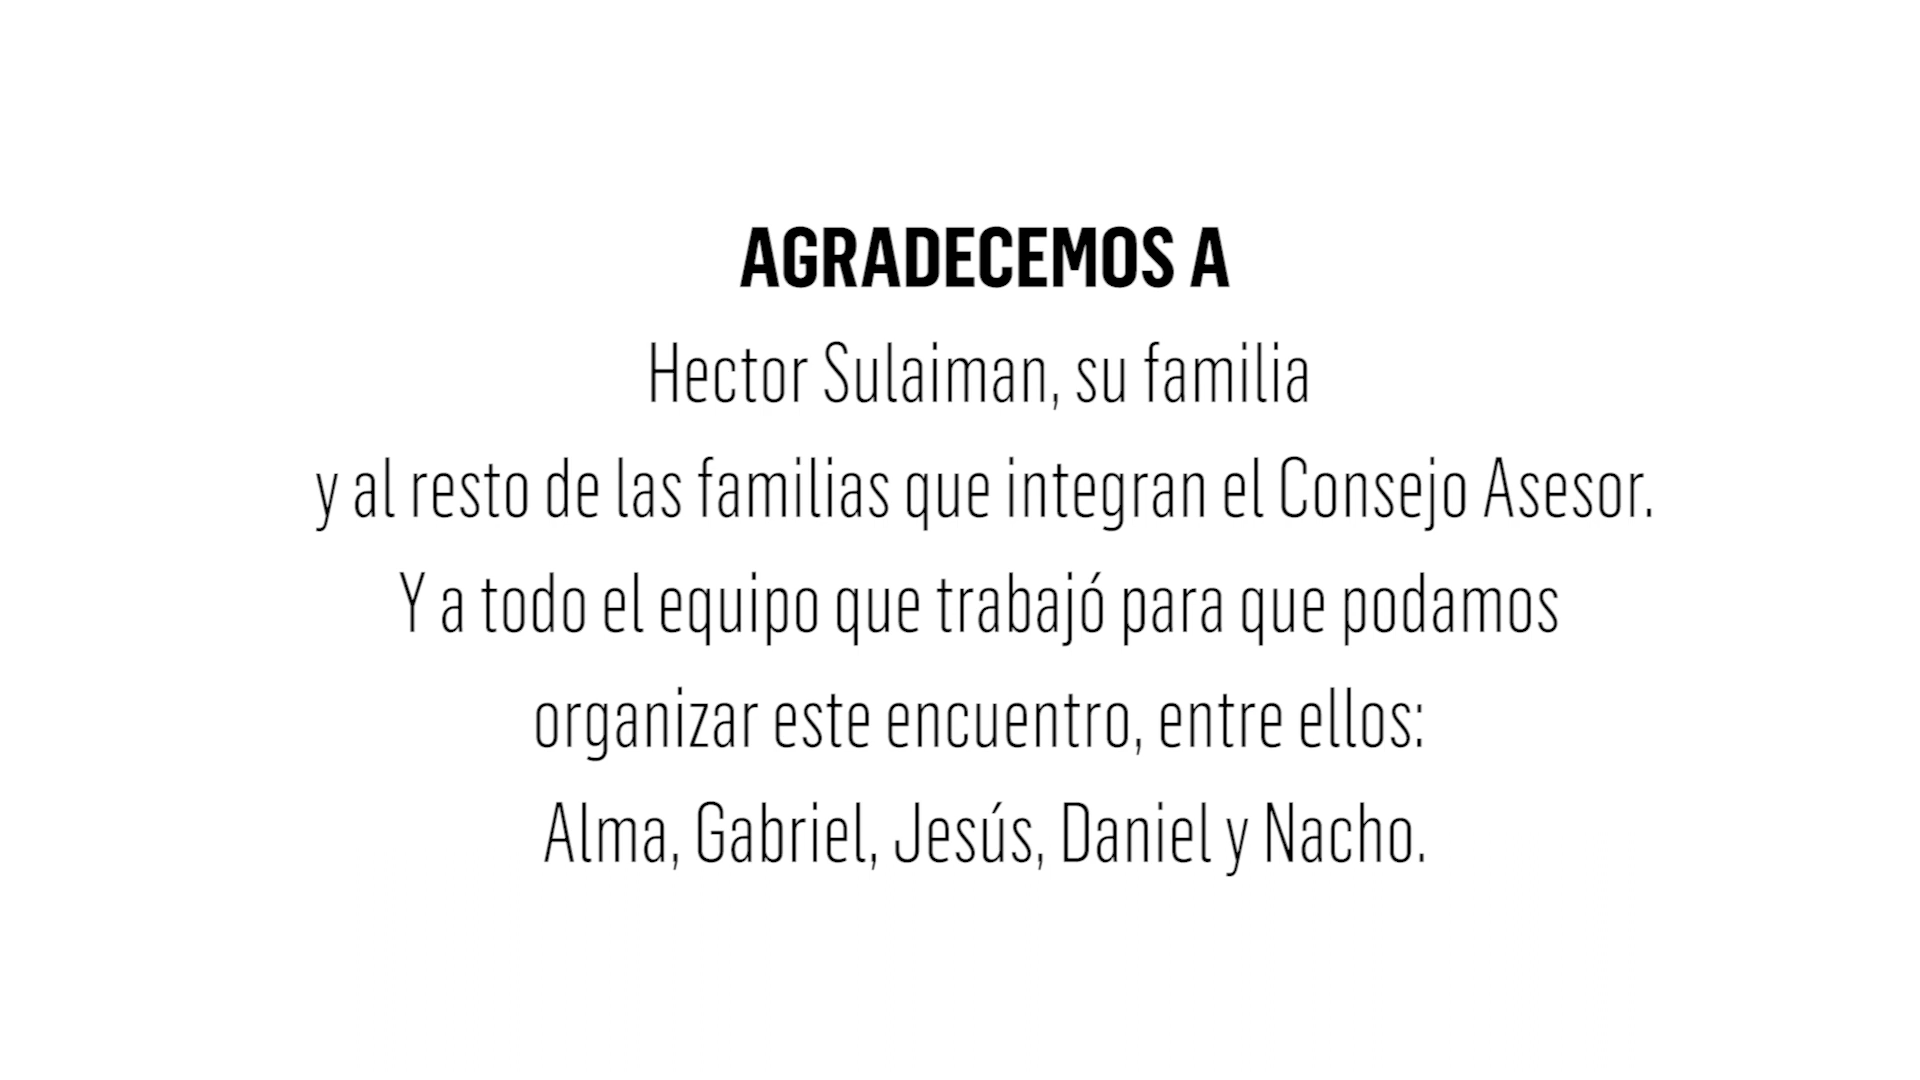 AGRADECEMOS A
Hector Sulaiman, su familia
y al resto de las familias que integran el Consejo Asesor.
Y a todo el equipo que trabajó para que podamos
organizar este encuentro, entre ellos:
Alma, Gabriel, Jesús, Daniel y Nacho.